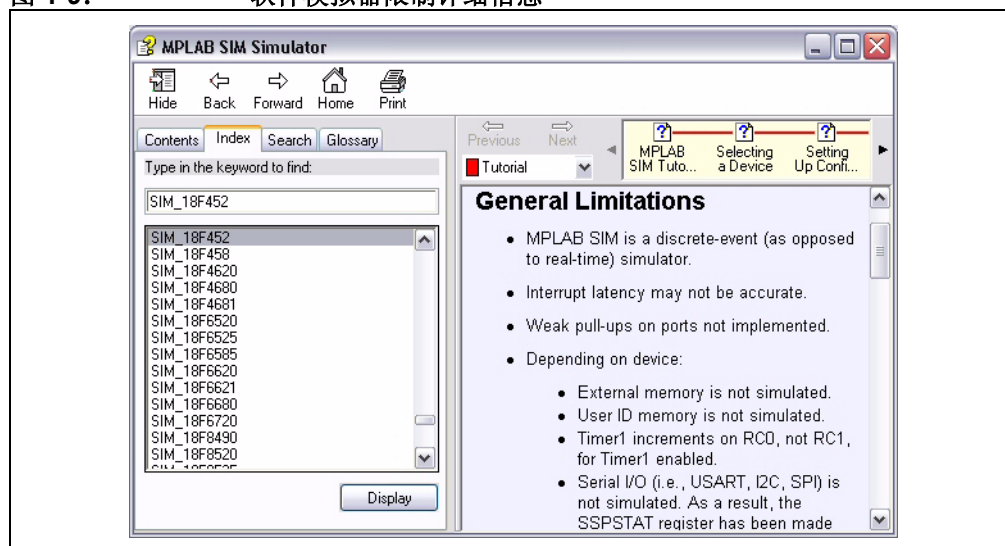 MPLAB SIM Simulator
Hide Back Forward Home Print
Contents Index Search Glossary
Type in the keyword to find:
SIM_18F452
SIM_18F452
SIM_18F458
SIM_18F4620
SIM_18F4680
SIM_18F4681
SIM_18F6520
SIM_18F6525
SIM_18F6585
SIM_18F6620
SIM_18F6621
SIM_18F6680
SIM_18F6720
SIM_18F8490
SIM_18F8520
Display
Previous Next
Tutorial
MPLAB
SIM Tuto...
Selecting
a Device
Setting
Up Confi...
General Limitations
• MPLAB SIM is a discrete-event (as opposed
to real-time) simulator.
• Interrupt latency may not be accurate.
• Weak pull-ups on ports not implemented.
• Depending on device:
• External memory is not simulated.
• User ID memory is not simulated.
• Timer1 increments on RC0, not RC1,
for Timer1 enabled.
• Serial I/O (i.e., USART, I2C, SPI) is
not simulated. As a result, the
SSPSTAT register has been made